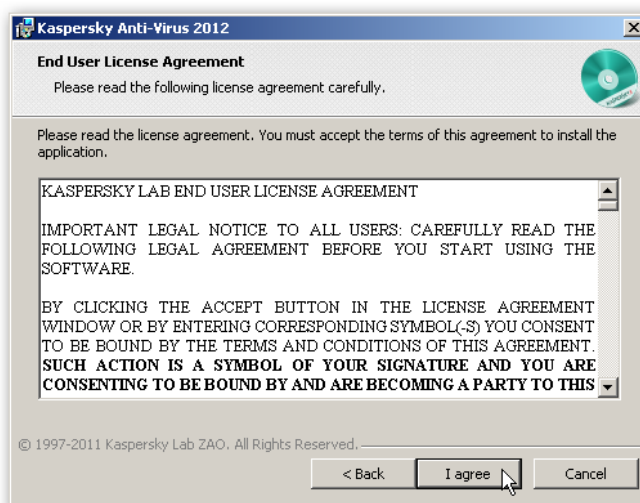 Kaspersky Anti-Virus 2012
End User License Agreement
Please read the following license agreement carefully.
KASPERSKY
Please read the license agreement. You must accept the terms of this agreement to install the
application.
KASPERSKY LAB END USER LICENSE AGREEMENT
IMPORTANT LEGAL NOTICE TO ALL USERS: CAREFULLY READ THE
FOLLOWING LEGAL AGREEMENT BEFORE YOU START USING THE
SOFTWARE.
BY CLICKING THE ACCEPT BUTTON IN THE LICENSE AGREEMENT
WINDOW OR BY ENTERING CORRESPONDING SYMBOL(-S) YOU CONSENT
TO BE BOUND BY THE TERMS AND CONDITIONS OF THIS AGREEMENT.
SUCH ACTION IS A SYMBOL OF YOUR SIGNATURE AND YOU ARE
CONSENTING TO BE BOUND BY AND ARE BECOMING A PARTY TO THIS
© 1997-2011 Kaspersky Lab ZAO. All Rights Reserved.
< Back I agree Cancel